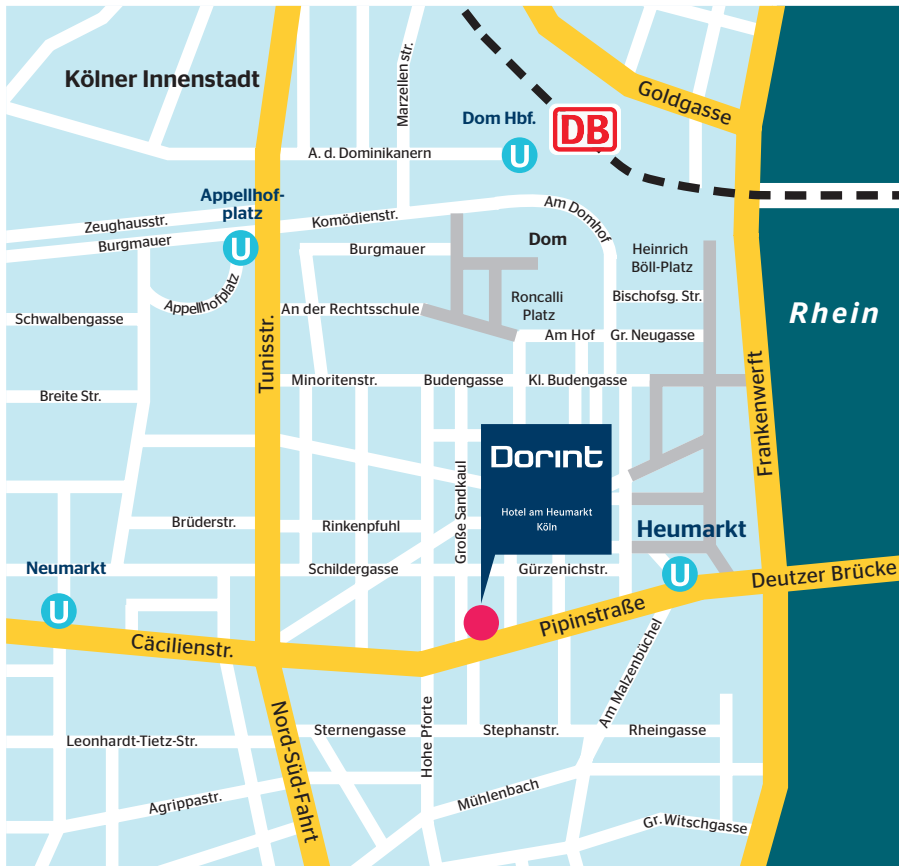 Kölner Innenstadt
Marzellen str.
Goldgasse
Dom Hbf.
DB
U
A. d. Dominikanern
Appellhof-
platz
U
Zeughausstr.
Burgmauer
Komödienstr.
Am Domhof
Burgmauer
Dom
Heinrich
Böll-Platz
Appellhofplatz
An der Rechtsschule
Roncalli
Platz
Bischofsg. Str.
Rhein
Schwalbengasse
Am Hof
Gr. Neugasse
Tunisstr.
Minoritenstr.
Budengasse
Kl. Budengasse
Breite Str.
Frankenwerft
Dorint
Hotel am Heumarkt
Köln
Große Sandkaul
Brüderstr.
Rinkenpfuhl
Heumarkt
U
Neumarkt
U
Schildergasse
Gürzenichstr.
Deutzer Brücke
Pipinstraße
Cäcilienstr.
Am Malzenbüchel
Nord-Süd-Fahrt
Hohe Pforte
Sternengasse
Stephanstr.
Rheingasse
Leonhardt-Tietz-Str.
Agrippastr.
Mühlenbach
Gr. Witschgasse